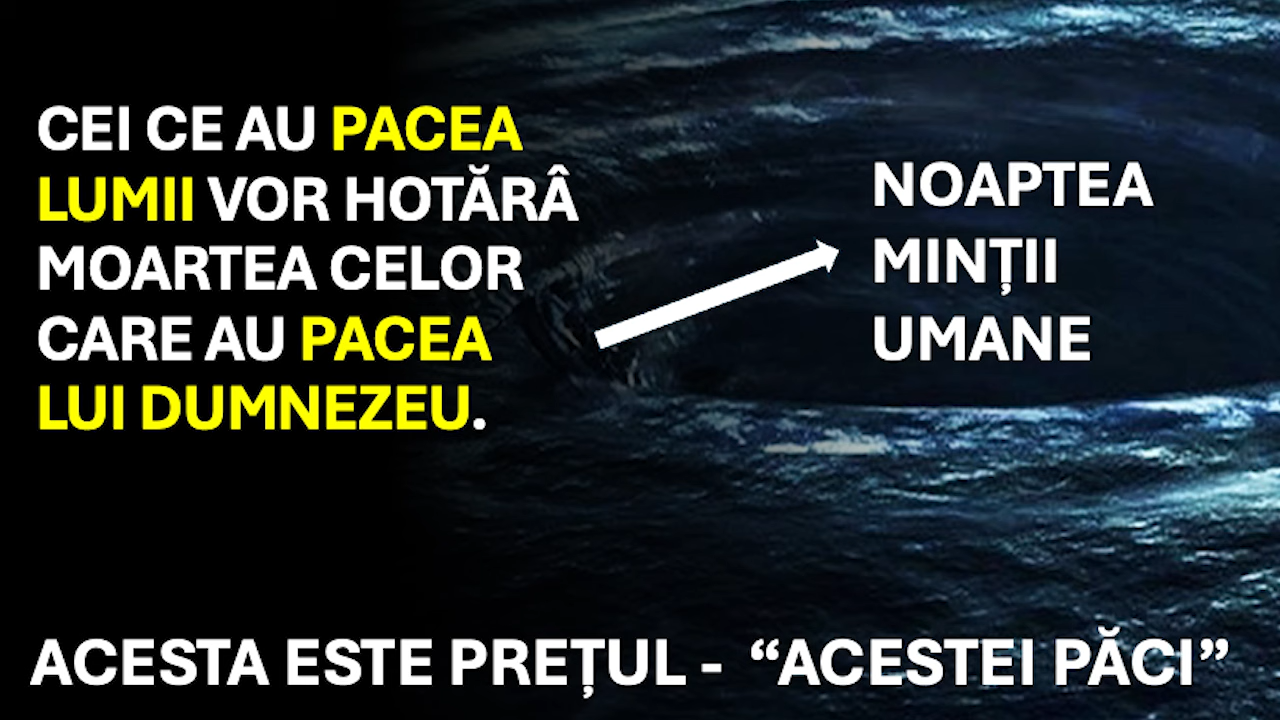 CEI CE AU PACEA
LUMII VOR HOTĂRÂ
MOARTEA CELOR
CARE AU PACEA
LUI DUMNEZEU.
NOAPTEA
MINȚII
UMANE
ACESTA ESTE PREȚUL - “ACESTEI PĂCI”